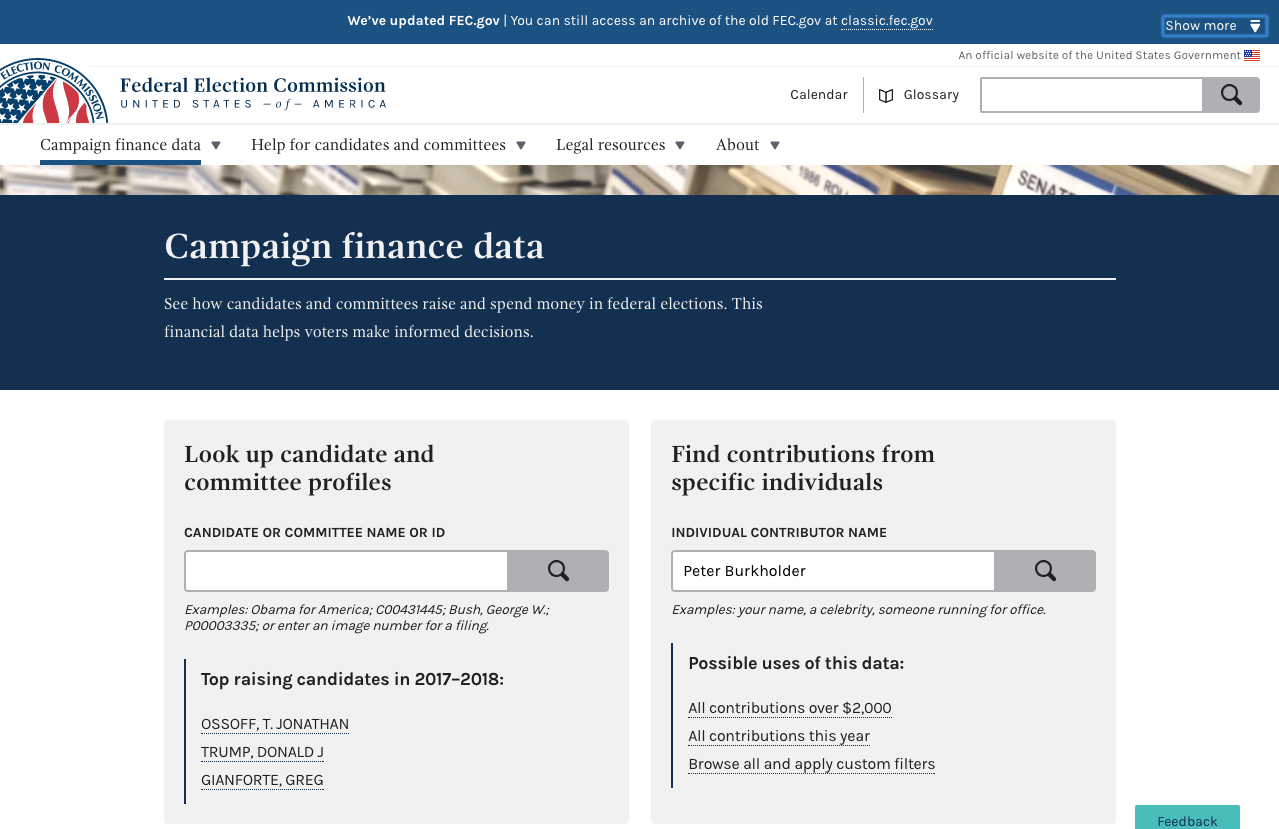 We've updated FEC.gov | You can still access an archive of the old FEC.gov at classic.fec.gov
Show more
An official website of the United States Government
ELECTION COMMISSION
Federal Election Commission
UNITED STATES — of — AMERICA
Calendar
Glossary
Campaign finance data
Help for candidates and committees
Legal resources
About
1986 ROLL
SENAT
Campaign finance data
See how candidates and committees raise and spend money in federal elections. This
financial data helps voters make informed decisions.
Look up candidate and
committee profiles
CANDIDATE OR COMMITTEE NAME OR ID
Examples: Obama for America; C00431445; Bush, George W.;
P00003335; or enter an image number for a filing.
Top raising candidates in 2017–2018:
OSSOFF, T. JONATHAN
TRUMP, DONALD J
GIANFORTE, GREG
Find contributions from
specific individuals
INDIVIDUAL CONTRIBUTOR NAME
Peter Burkholder
Examples: your name, a celebrity, someone running for office.
Possible uses of this data:
All contributions over $2,000
All contributions this year
Browse all and apply custom filters
Feedback